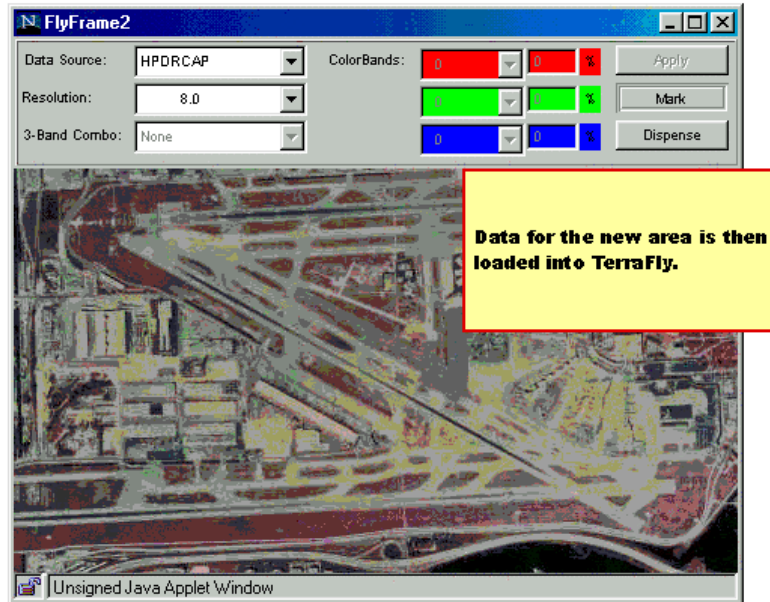 FlyFrame2
Data Source: HPDRCAP ColorBands: 0 0 % Apply
Resolution: 8.0 0 0 % Mark
3-Band Combo: None 0 0 % Dispense
Data for the new area is then
loaded into TerraFly.
Unsigned Java Applet Window